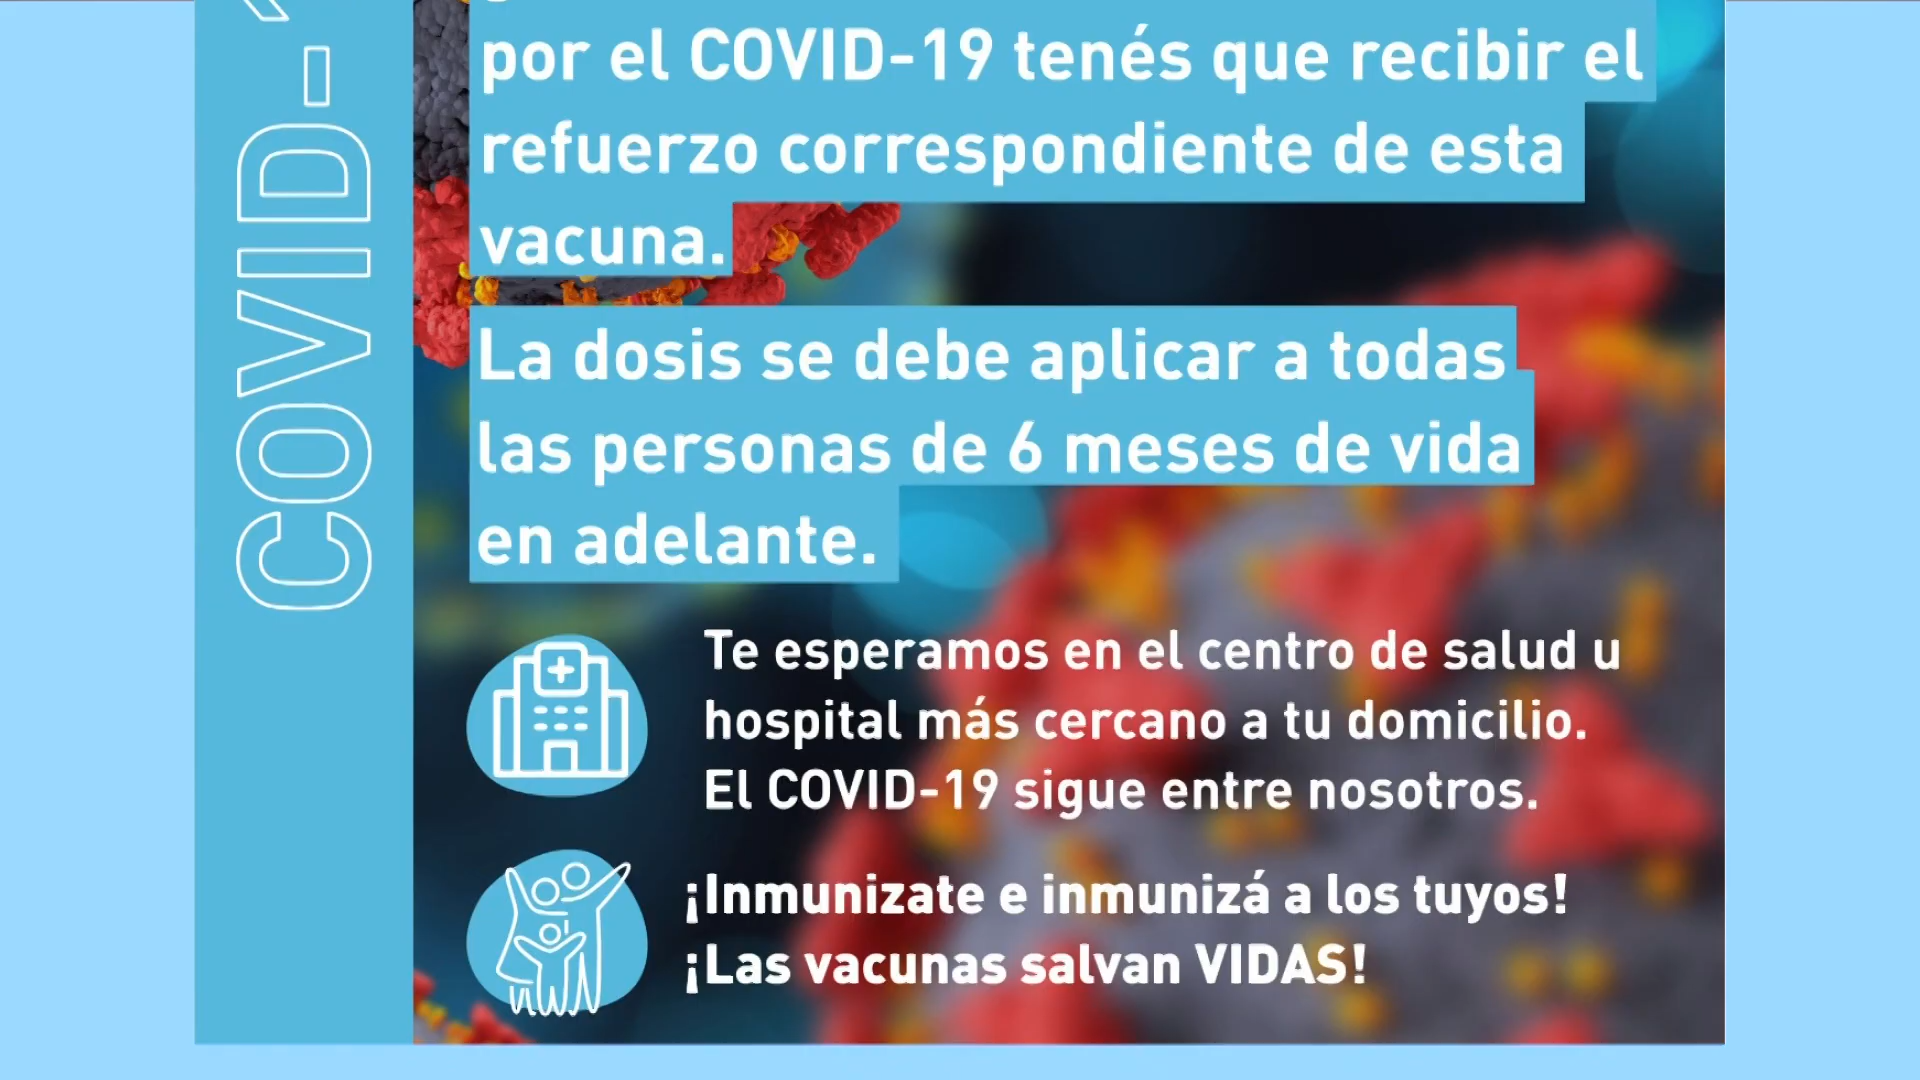 COVID-
por el COVID-19 tenés que recibir el
refuerzo correspondiente de esta
vacuna.
La dosis se debe aplicar a todas
las personas de 6 meses de vida
en adelante.
Te esperamos en el centro de salud u
hospital más cercano a tu domicilio.
El COVID-19 sigue entre nosotros.
¡Inmunizate e inmunizá a los tuyos!
¡Las vacunas salvan VIDAS!